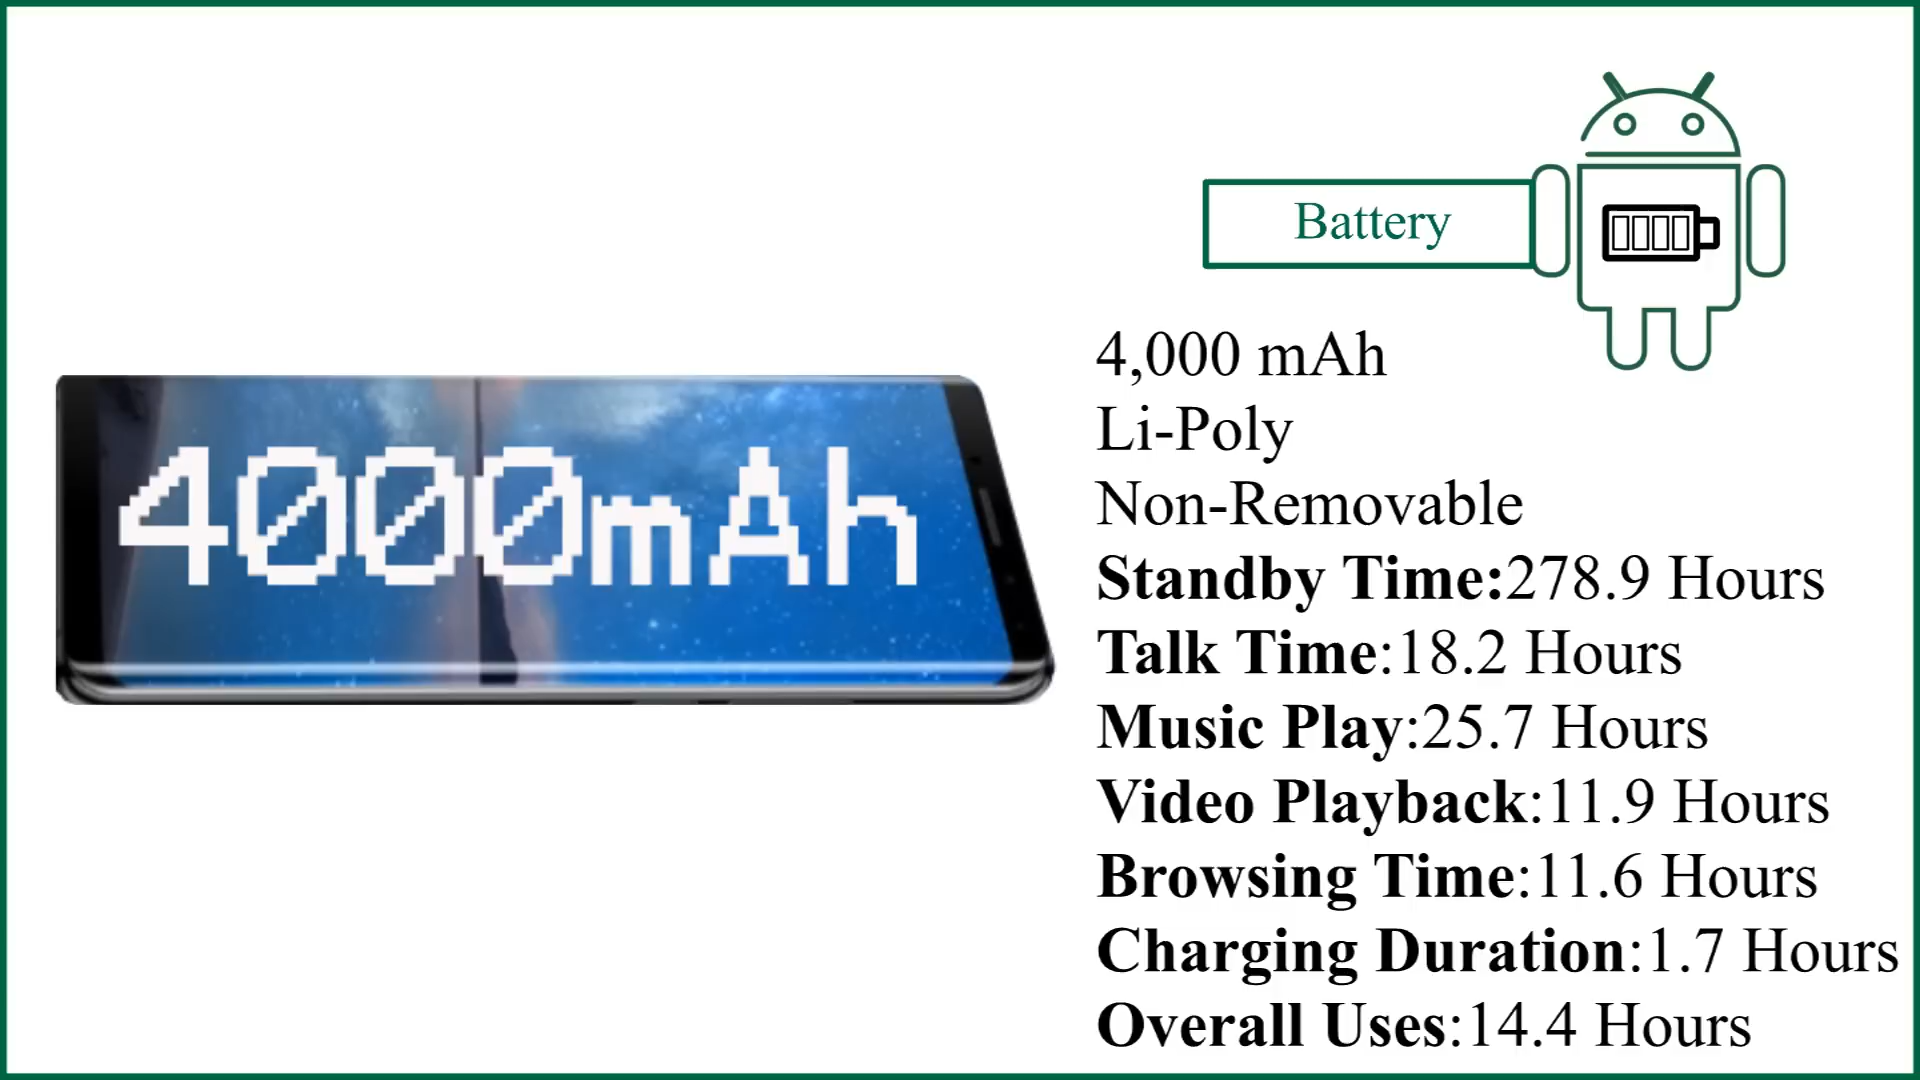 4000mAh
Battery
4,000 mAh
Li-Poly
Non-Removable
Standby Time:278.9 Hours
Talk Time:18.2 Hours
Music Play:25.7 Hours
Video Playback:11.9 Hours
Browsing Time:11.6 Hours
Charging Duration:1.7 Hours
Overall Uses:14.4 Hours